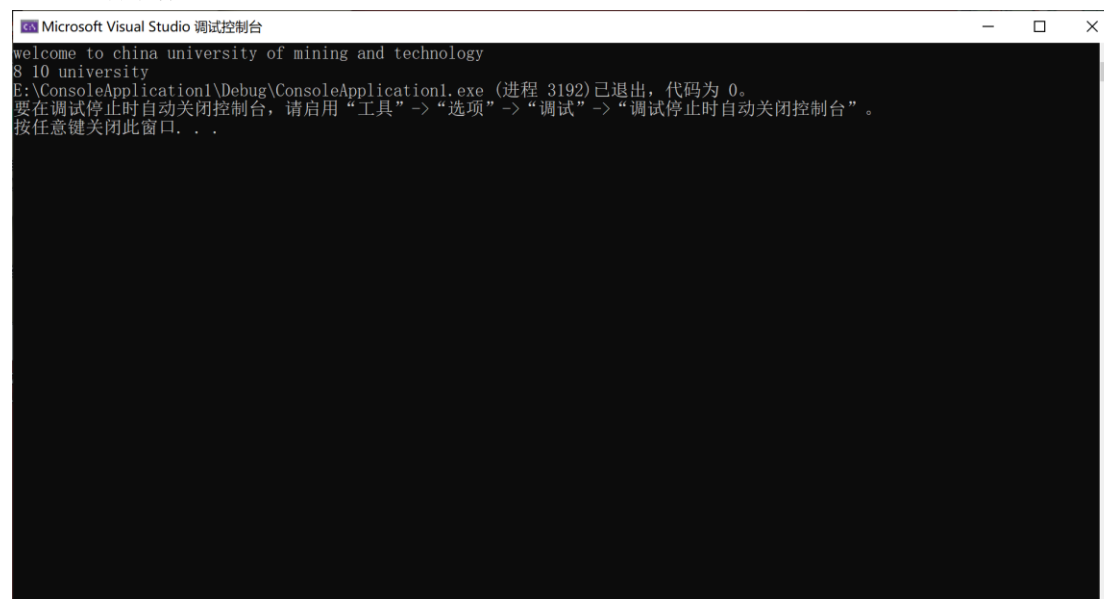 Microsoft Visual Studio 调试控制台
welcome to china university of mining and technology
8 10 university
E:\ConsoleApplication1\Debug\ConsoleApplication1.exe (进程 3192)已退出，代码为 0。
要在调试停止时自动关闭控制台，请启用“工具”->“选项”->“调试”->“调试停止时自动关闭控制台”。
按任意键关闭此窗口. . .